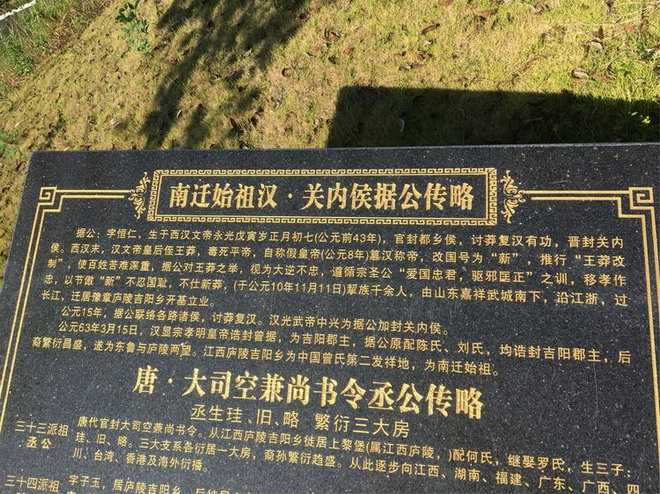 南迁始祖汉·关内侯据公传略
据公、字恒仁，生于西汉文帝永光戊寅岁正月初七(公元前43年)，官封都乡侯，讨莽复汉有功，晋封关内
侯。西汉末，汉文帝皇后侄王莽，毒死平帝，自称假皇帝(公元8年)篡汉称帝，改国号为“新”，推行“王莽改
制”，使百姓苦难深重，据公对王莽之举，视为大逆不忠，遵循宗圣公“爱国忠君，驱邪匡正”之训，移孝作
忠，以节傲“新”不忍国耻，不仕新莽，(于公元10年11月11日)挈族千余人，由山东嘉祥武城南下，沿江浙，过
长江，迁居豫章庐陵吉阳乡开基立业。
公元15年，据公联络各路诸侯，讨莽复汉。汉光武帝中兴为据公加封关内侯。
公元63年3月15日，汉显宗孝明皇帝诰封曾据，为吉阳郡主，据公原配陈氏、刘氏，均诰封吉阳郡主，后
裔繁衍昌盛，遂为东鲁与庐陵两望。江西庐陵吉阳乡为中国曾氏第二发祥地，为南迁始祖。
唐·大司空兼尚书令丞公传略
丞生珪、旧、略 繁衍三大房
三十三派祖 唐代官封大司空兼尚书令。从江西庐陵吉阳乡徙居上黎堡(属江西庐陵，)配何氏，继娶罗氏，生三子：
丞公 珪、旧、略。三大支系各衍居一大房，裔孙繁衍趋盛。从此逐步向江西、湖南、福建、广东、广西、四
川、台湾、香港及海外衍播。
三十四派祖 字子玉，居庐陵吉阳乡，